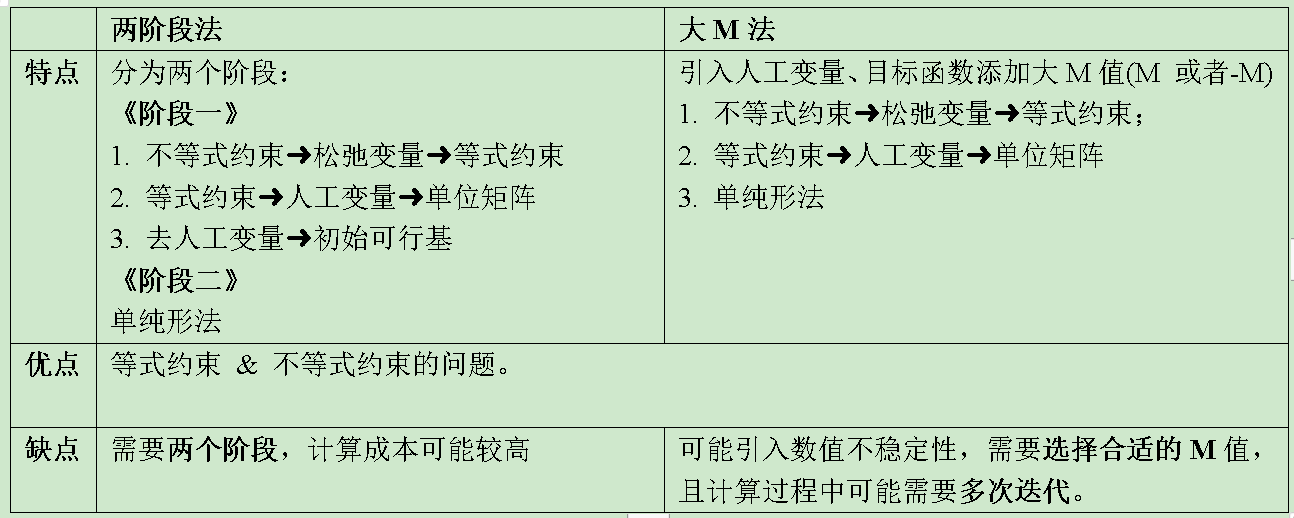 两阶段法
大 M 法
特点
分为两个阶段：
《阶段一》
1. 不等式约束➜松弛变量➜等式约束
2. 等式约束➜人工变量➜单位矩阵
3. 去人工变量➜初始可行基
《阶段二》
单纯形法
引入人工变量、目标函数添加大M值(M 或者-M)
1. 不等式约束➜松弛变量➜等式约束；
2. 等式约束➜人工变量➜单位矩阵
3. 单纯形法
优点
等式约束 & 不等式约束的问题。
缺点
需要两个阶段，计算成本可能较高
可能引入数值不稳定性，需要选择合适的 M 值，
且计算过程中可能需要多次迭代。